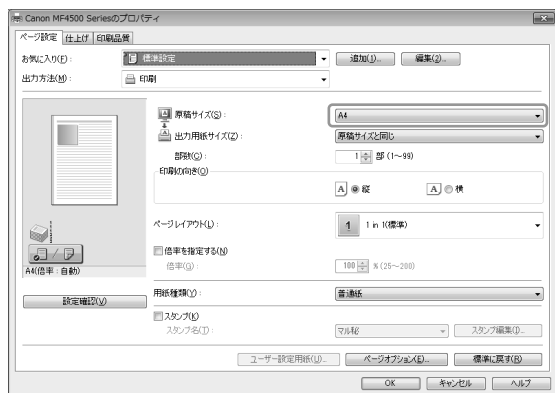 Canon MF4500 Seriesのプロパティ
ページ設定 仕上げ 印刷品質
お気に入り(F): 標準設定 追加(1)... 編集(2)...
出力方法(M): 印刷
原稿サイズ(S): A4
出力用紙サイズ(Z): 原稿サイズと同じ
部数(C): 1 部 (1~99)
印刷の向き(O)
A 縦 A 横
ページレイアウト(L): 1 1 in 1(標準)
倍率を指定する(N)
倍率(G): 100 % (25~200)
A4(倍率:自動)
用紙種類(Y): 普通紙
設定確認(V)
スタンプ(K)
スタンプ名(T): マル秘 スタンプ編集(I)...
ユーザー設定用紙(U)... ページオプション(E)... 標準に戻す(R)
OK キャンセル ヘルプ